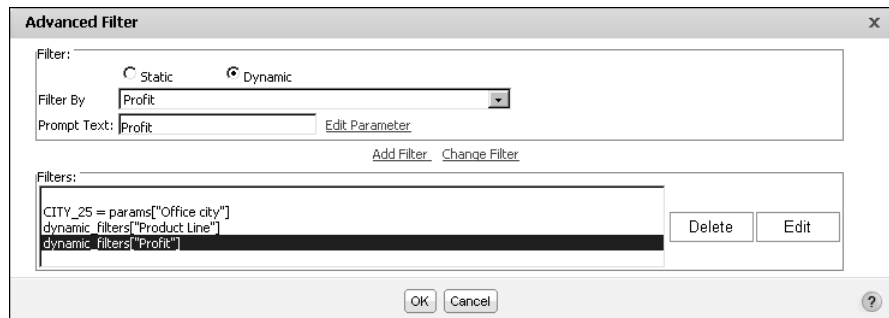 Advanced Filter x
Filter:
Static Dynamic
Filter By Profit
Prompt Text: Profit Edit Parameter
Add Filter Change Filter
Filters:
CITY_25 = params["Office city"]
dynamic_filters["Product Line"]
dynamic_filters["Profit"]
Delete Edit
OK Cancel ?